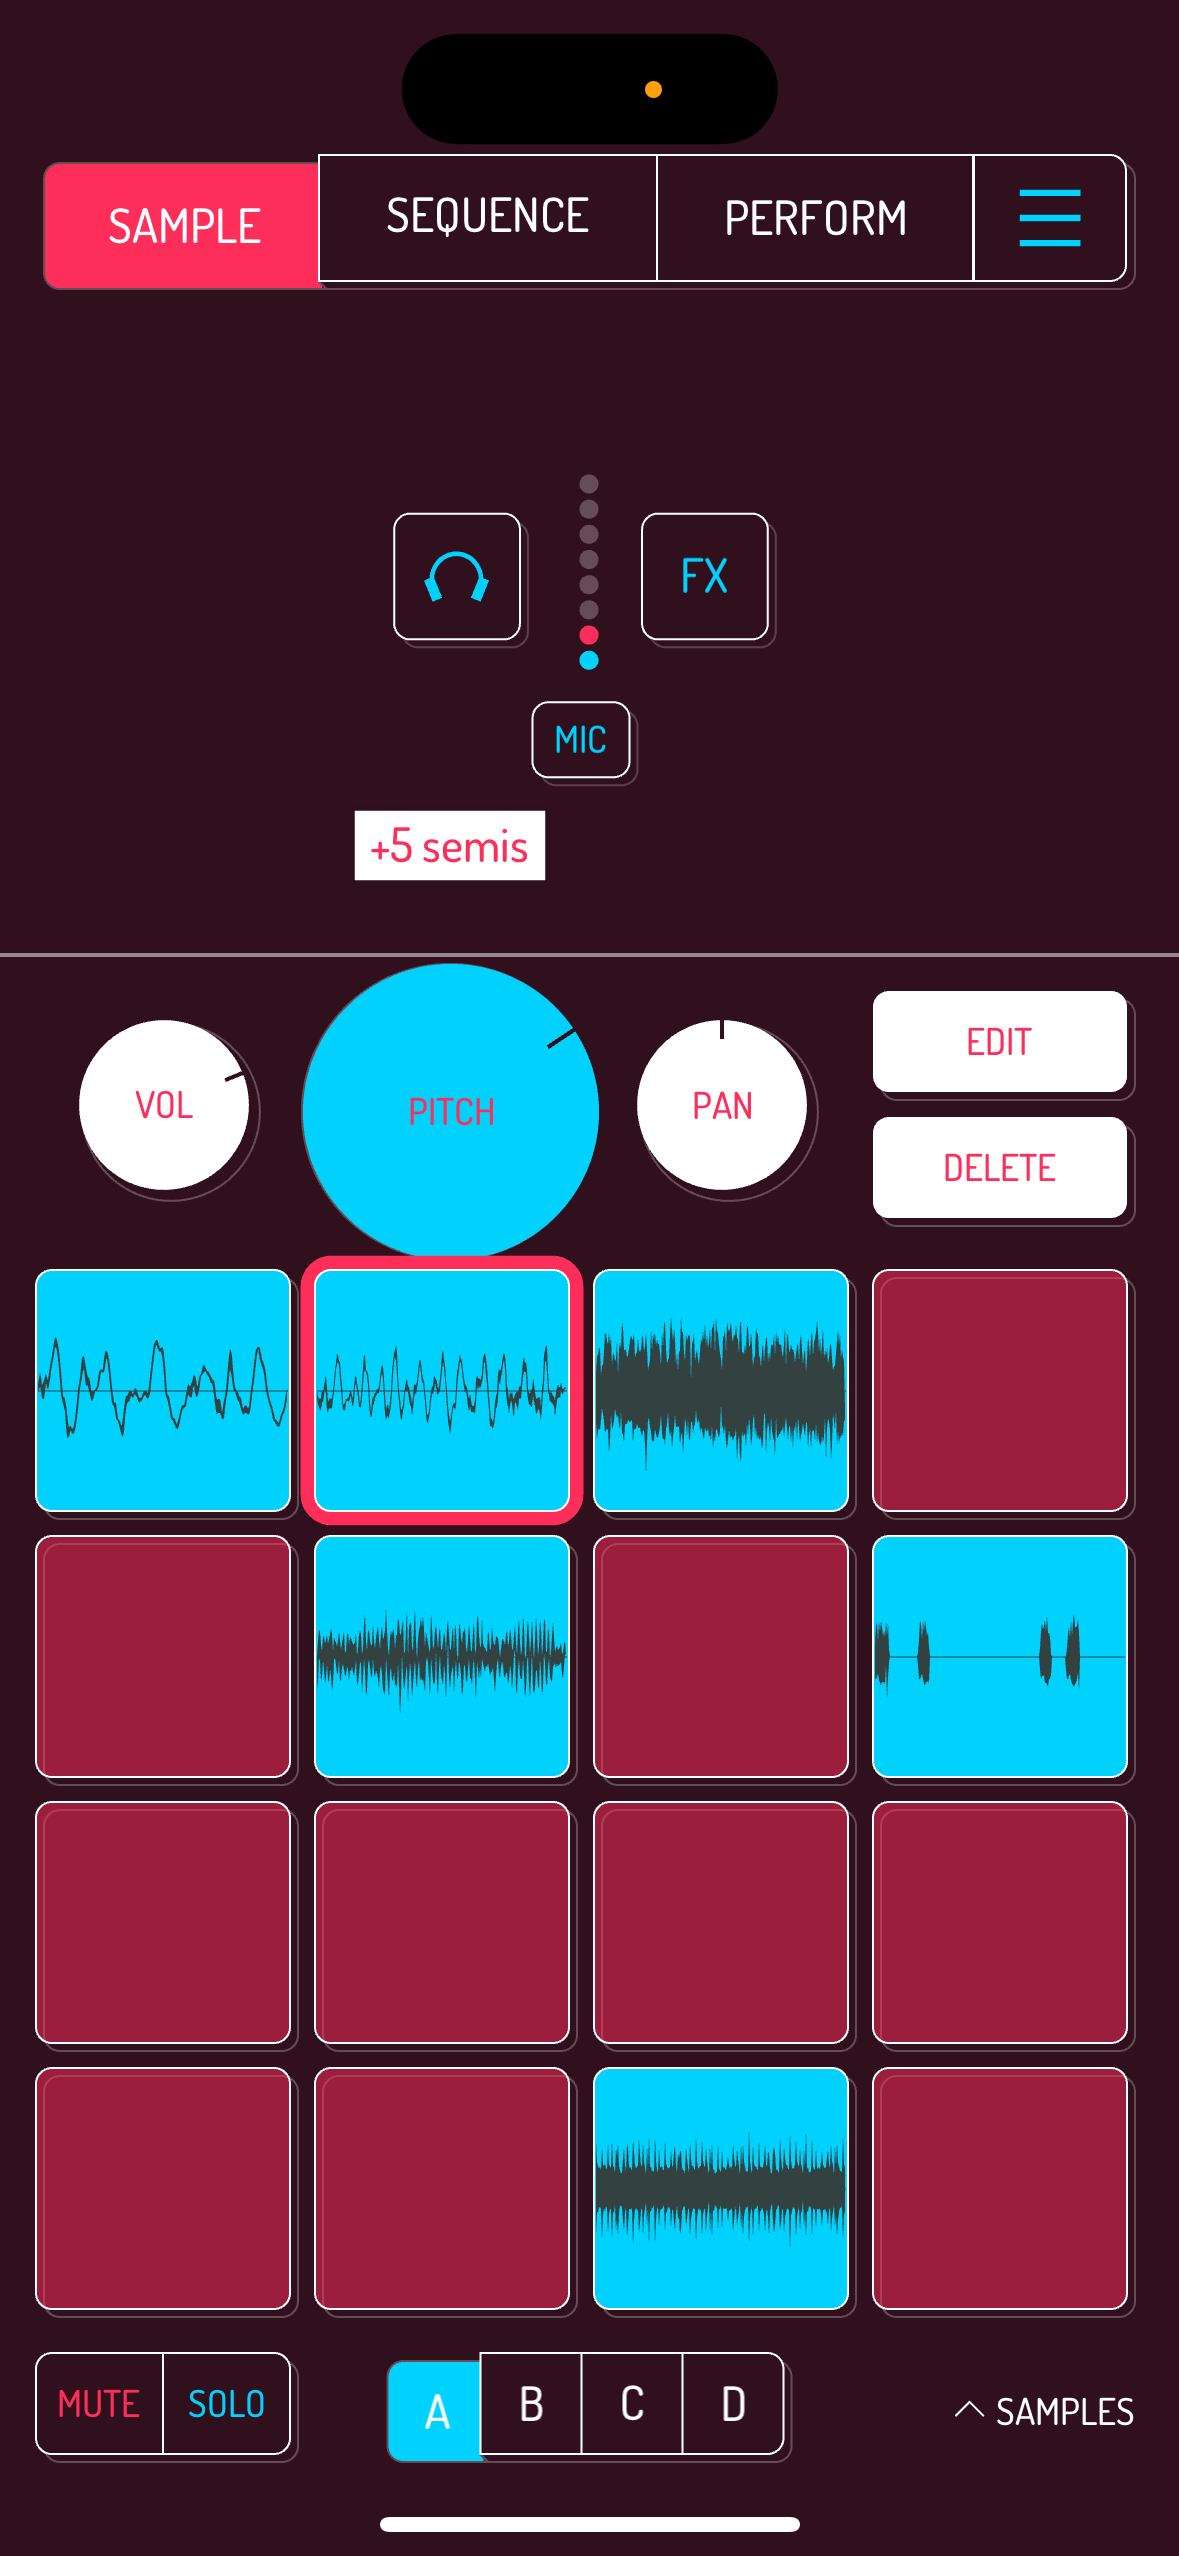 SAMPLE
SEQUENCE
PERFORM
FX
MIC
+5 semis
VOL
PITCH
PAN
EDIT
DELETE
MUTE
SOLO
A
B
C
D
SAMPLES